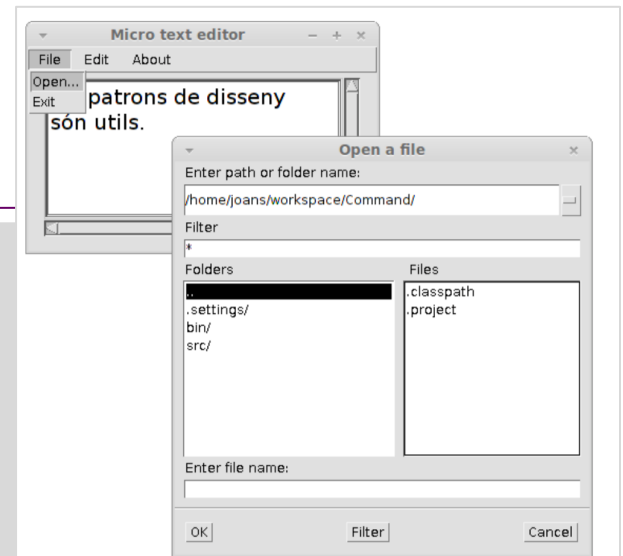 Micro text editor
File Edit About
Open...
Exit
patrons de disseny
són utils.
Open a file
Enter path or folder name:
/home/joans/workspace/Command/
Filter
*
Folders
Files
..
.settings/
bin/
src/
.classpath
.project
Enter file name:
OK Filter Cancel